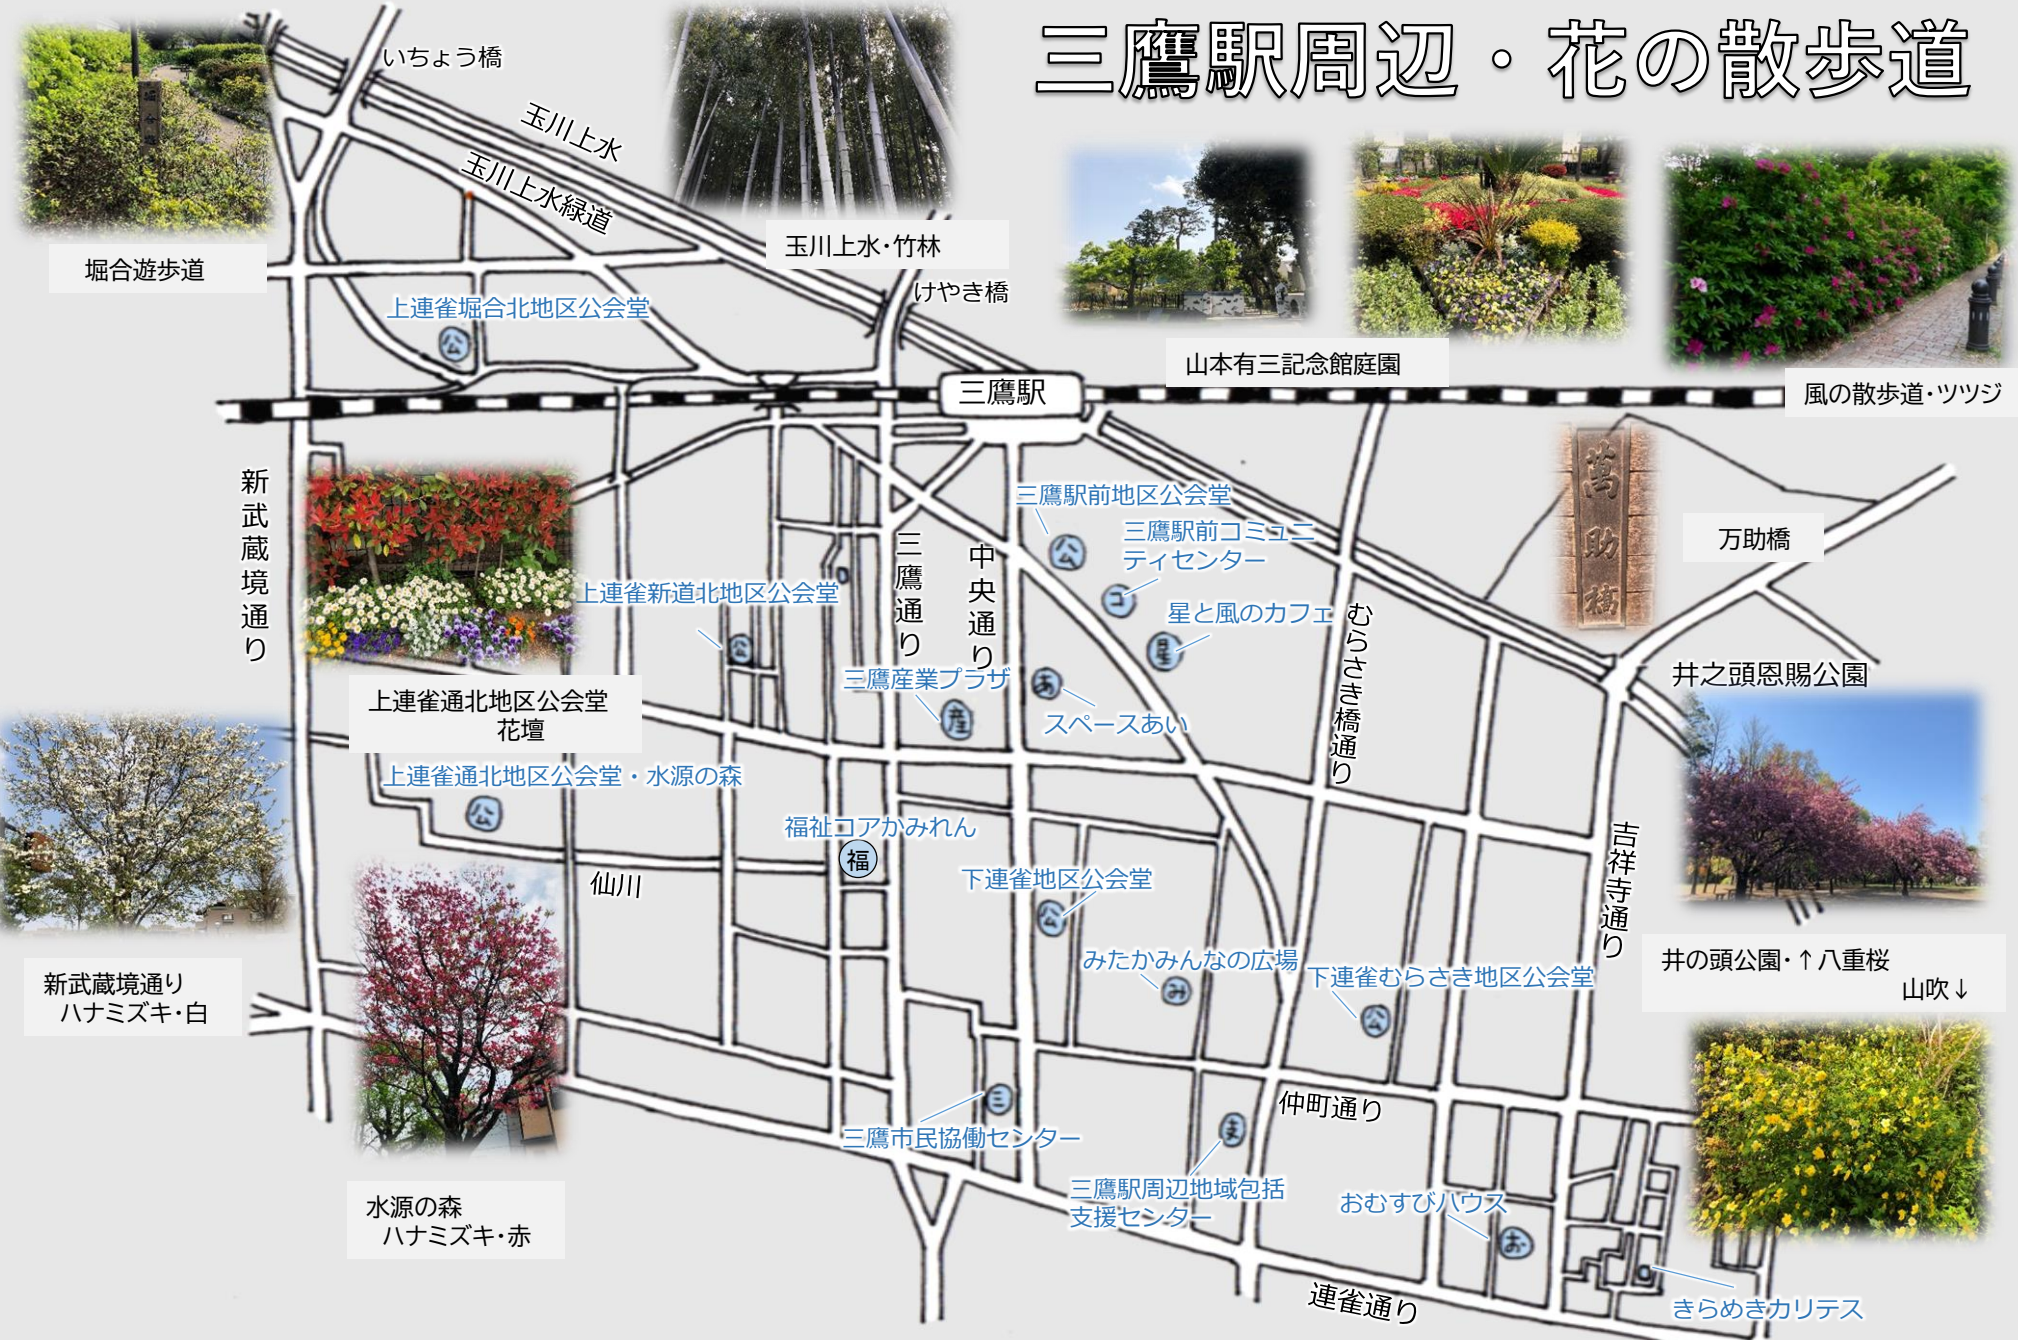 三鷹駅周辺・花の散歩道
いちょう橋
玉川上水
玉川上水緑道
堀合遊歩道
玉川上水・竹林
けやき橋
上連雀堀合北地区公会堂
公
山本有三記念館庭園
風の散歩道・ツツジ
三鷹駅
萬助橋
万助橋
新武蔵境通り
三鷹通り
中央通り
三鷹駅前地区公会堂
公
三鷹駅前コミュニ
ティセンター
コ
星と風のカフェ
星
むらさき橋通り
上連雀新道北地区公会堂
公
三鷹産業プラザ
産
あ
スペースあい
井之頭恩賜公園
上連雀通北地区公会堂
花壇
上連雀通北地区公会堂・水源の森
公
福祉コアかみれん
福
仙川
下連雀地区公会堂
公
吉祥寺通り
みたかみんなの広場
み
下連雀むらさき地区公会堂
公
井の頭公園・↑八重桜
山吹↓
新武蔵境通り
ハナミズキ・白
三
三鷹市民協働センター
仲町通り
支
三鷹駅周辺地域包括
支援センター
おむすびハウス
お
水源の森
ハナミズキ・赤
連雀通り
きらめきカリテス